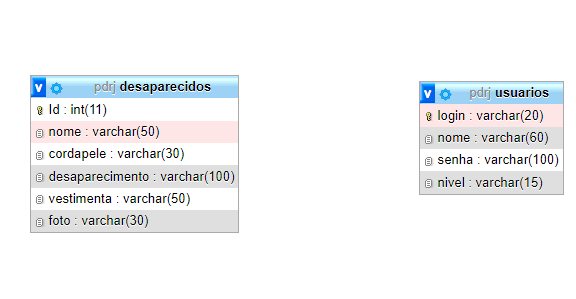 pdrj desaparecidos
Id : int(11)
nome : varchar(50)
cordapele : varchar(30)
desaparecimento : varchar(100)
vestimenta : varchar(50)
foto : varchar(30)
pdrj usuarios
login : varchar(20)
nome : varchar(60)
senha : varchar(100)
nivel : varchar(15)